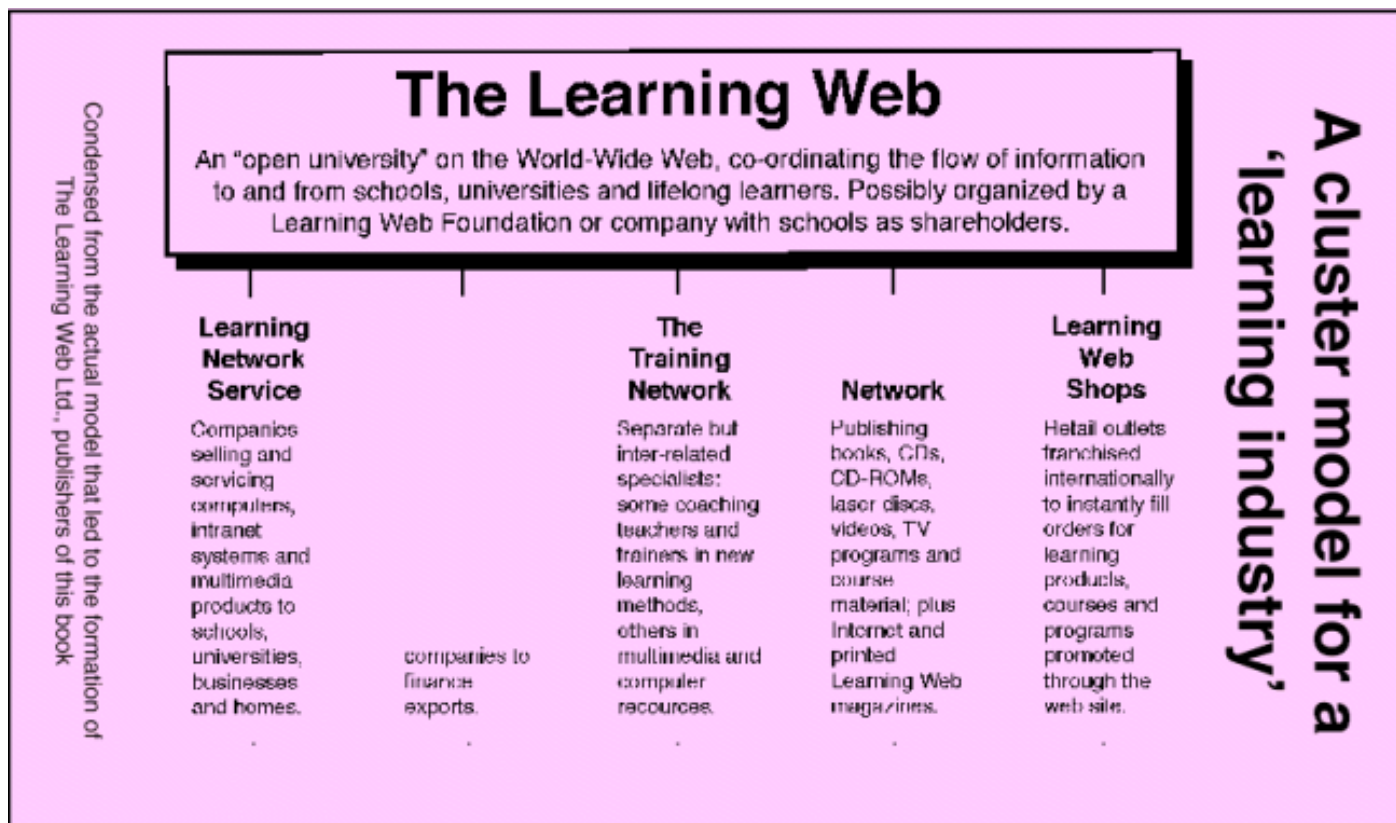 The Learning Web
An “open university” on the World-Wide Web, co-ordinating the flow of information
to and from schools, universities and lifelong learners. Possibly organized by a
Learning Web Foundation or company with schools as shareholders.
Learning
Network
Service
Companies
selling and
servicing
computers,
intranet
systems and
multimedia
products to
schools,
universities,
businesses
and homes.
companies to
finance
exports.
The
Training
Network
Separate but
inter-related
specialists:
some coaching
teachers and
trainers in new
learning
methods,
others in
multimedia and
computer
recources.
Network
Publishing
books, CDs,
CD-ROMs,
laser discs,
videos, TV
programs and
course
material; plus
Internet and
printed
Learning Web
magazines.
Learning
Web
Shops
Retail outlets
franchised
internationally
to instantly fill
orders for
learning
products,
courses and
programs
promoted
through the
web site.
A cluster model for a
‘learning industry’
Condensed from the actual model that led to the formation of
The Learning Web Ltd., publishers of this book